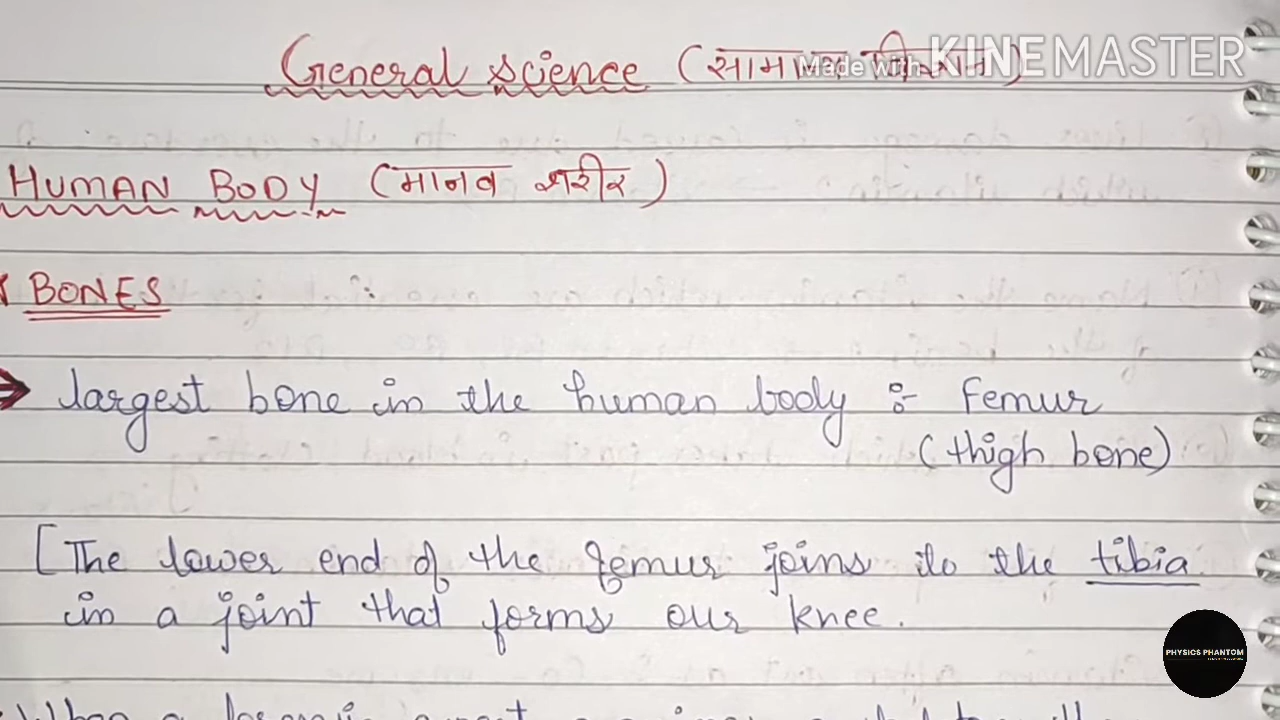 General science (सामान्य विज्ञान)
Made with KINEMASTER
HUMAN BODY (मानव शरीर)
BONES
⇒ largest bone in the human body :- Femur
(thigh bone)
[The lower end of the femur joins to the tibia
in a joint that forms our knee.
PHYSICS PHANTOM